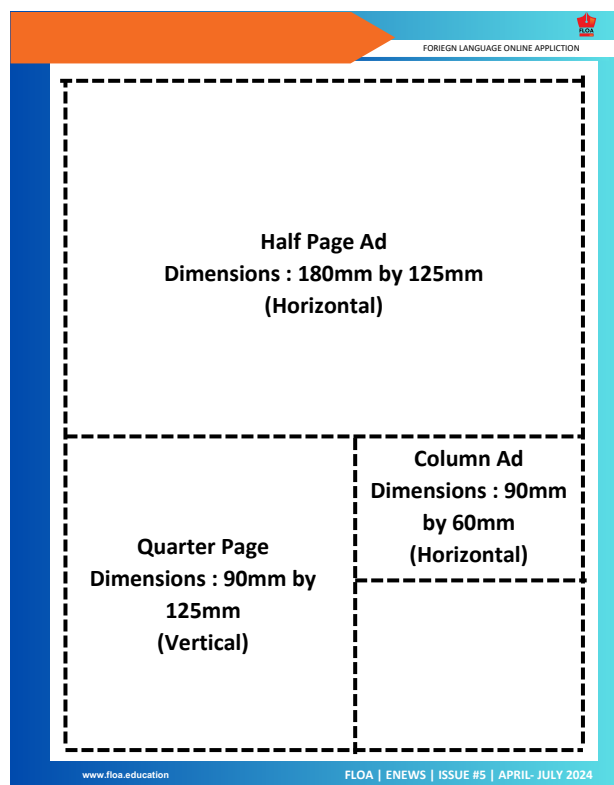 FLOA
FORIEGN LANGUAGE ONLINE APPLICTION
Half Page Ad
Dimensions : 180mm by 125mm
(Horizontal)
Column Ad
Dimensions : 90mm
by 60mm
(Horizontal)
Quarter Page
Dimensions : 90mm by
125mm
(Vertical)
www.floa.education
FLOA | ENEWS | ISSUE #5 | APRIL- JULY 2024